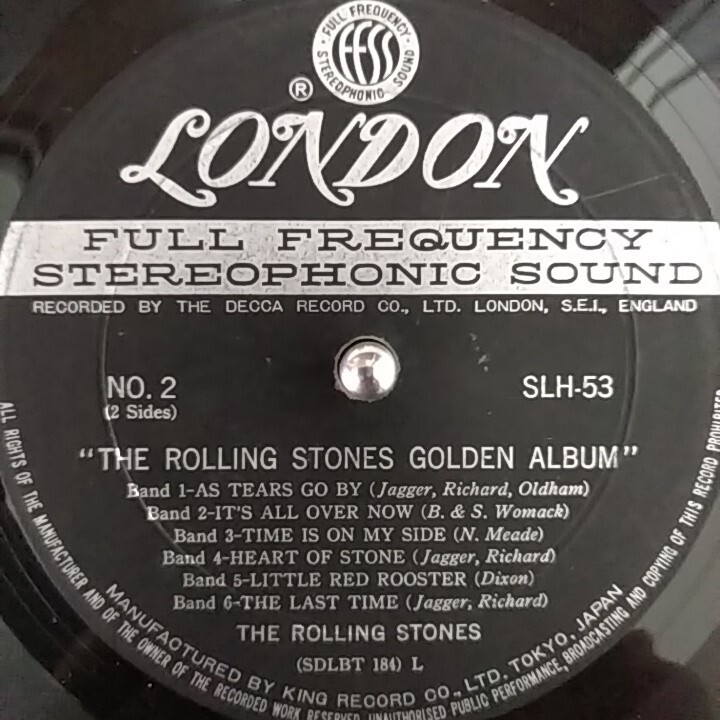 FULL FREQUENCY
FFSS
STEREOPHONIC SOUND
®
LONDON
FULL FREQUENCY
STEREOPHONIC SOUND
RECORDED BY THE DECCA RECORD CO., LTD. LONDON, S.E.I., ENGLAND
NO. 2
(2 Sides)
SLH-53
"THE ROLLING STONES GOLDEN ALBUM"
Band 1-AS TEARS GO BY (Jagger, Richard, Oldham)
Band 2-IT'S ALL OVER NOW (B. & S. Womack)
Band 3-TIME IS ON MY SIDE (N. Meade)
Band 4-HEART OF STONE (Jagger, Richard)
Band 5-LITTLE RED ROOSTER (Dixon)
Band 6-THE LAST TIME (Jagger, Richard)
THE ROLLING STONES
(SDLBT 184) L
MANUFACTURED BY KING RECORD CO., LTD. TOKYO, JAPAN
ALL RIGHTS OF THE MANUFACTURER AND OF THE OWNER OF THE RECORDED WORK RESERVED UNAUTHORISED PUBLIC PERFORMANCE, BROADCASTING AND COPYING OF THIS RECORD PROHIBITED